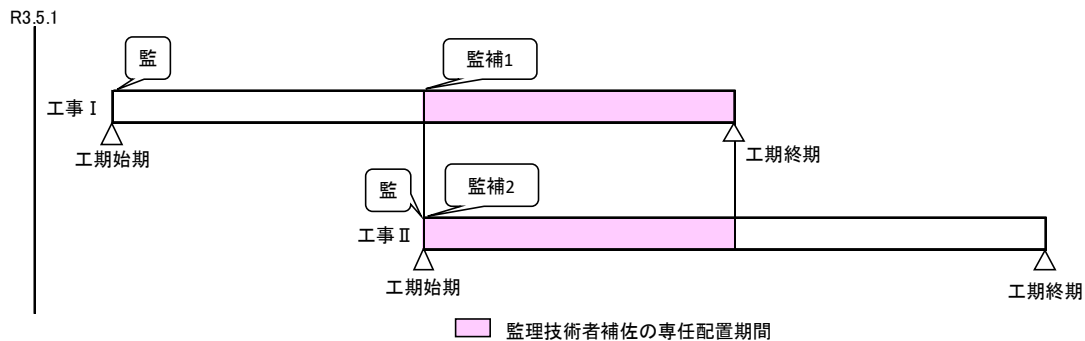 R3.5.1
監
監補1
工事Ⅰ
工期始期
工期終期
監
監補2
工事Ⅱ
工期始期
工期終期
監理技術者補佐の専任配置期間